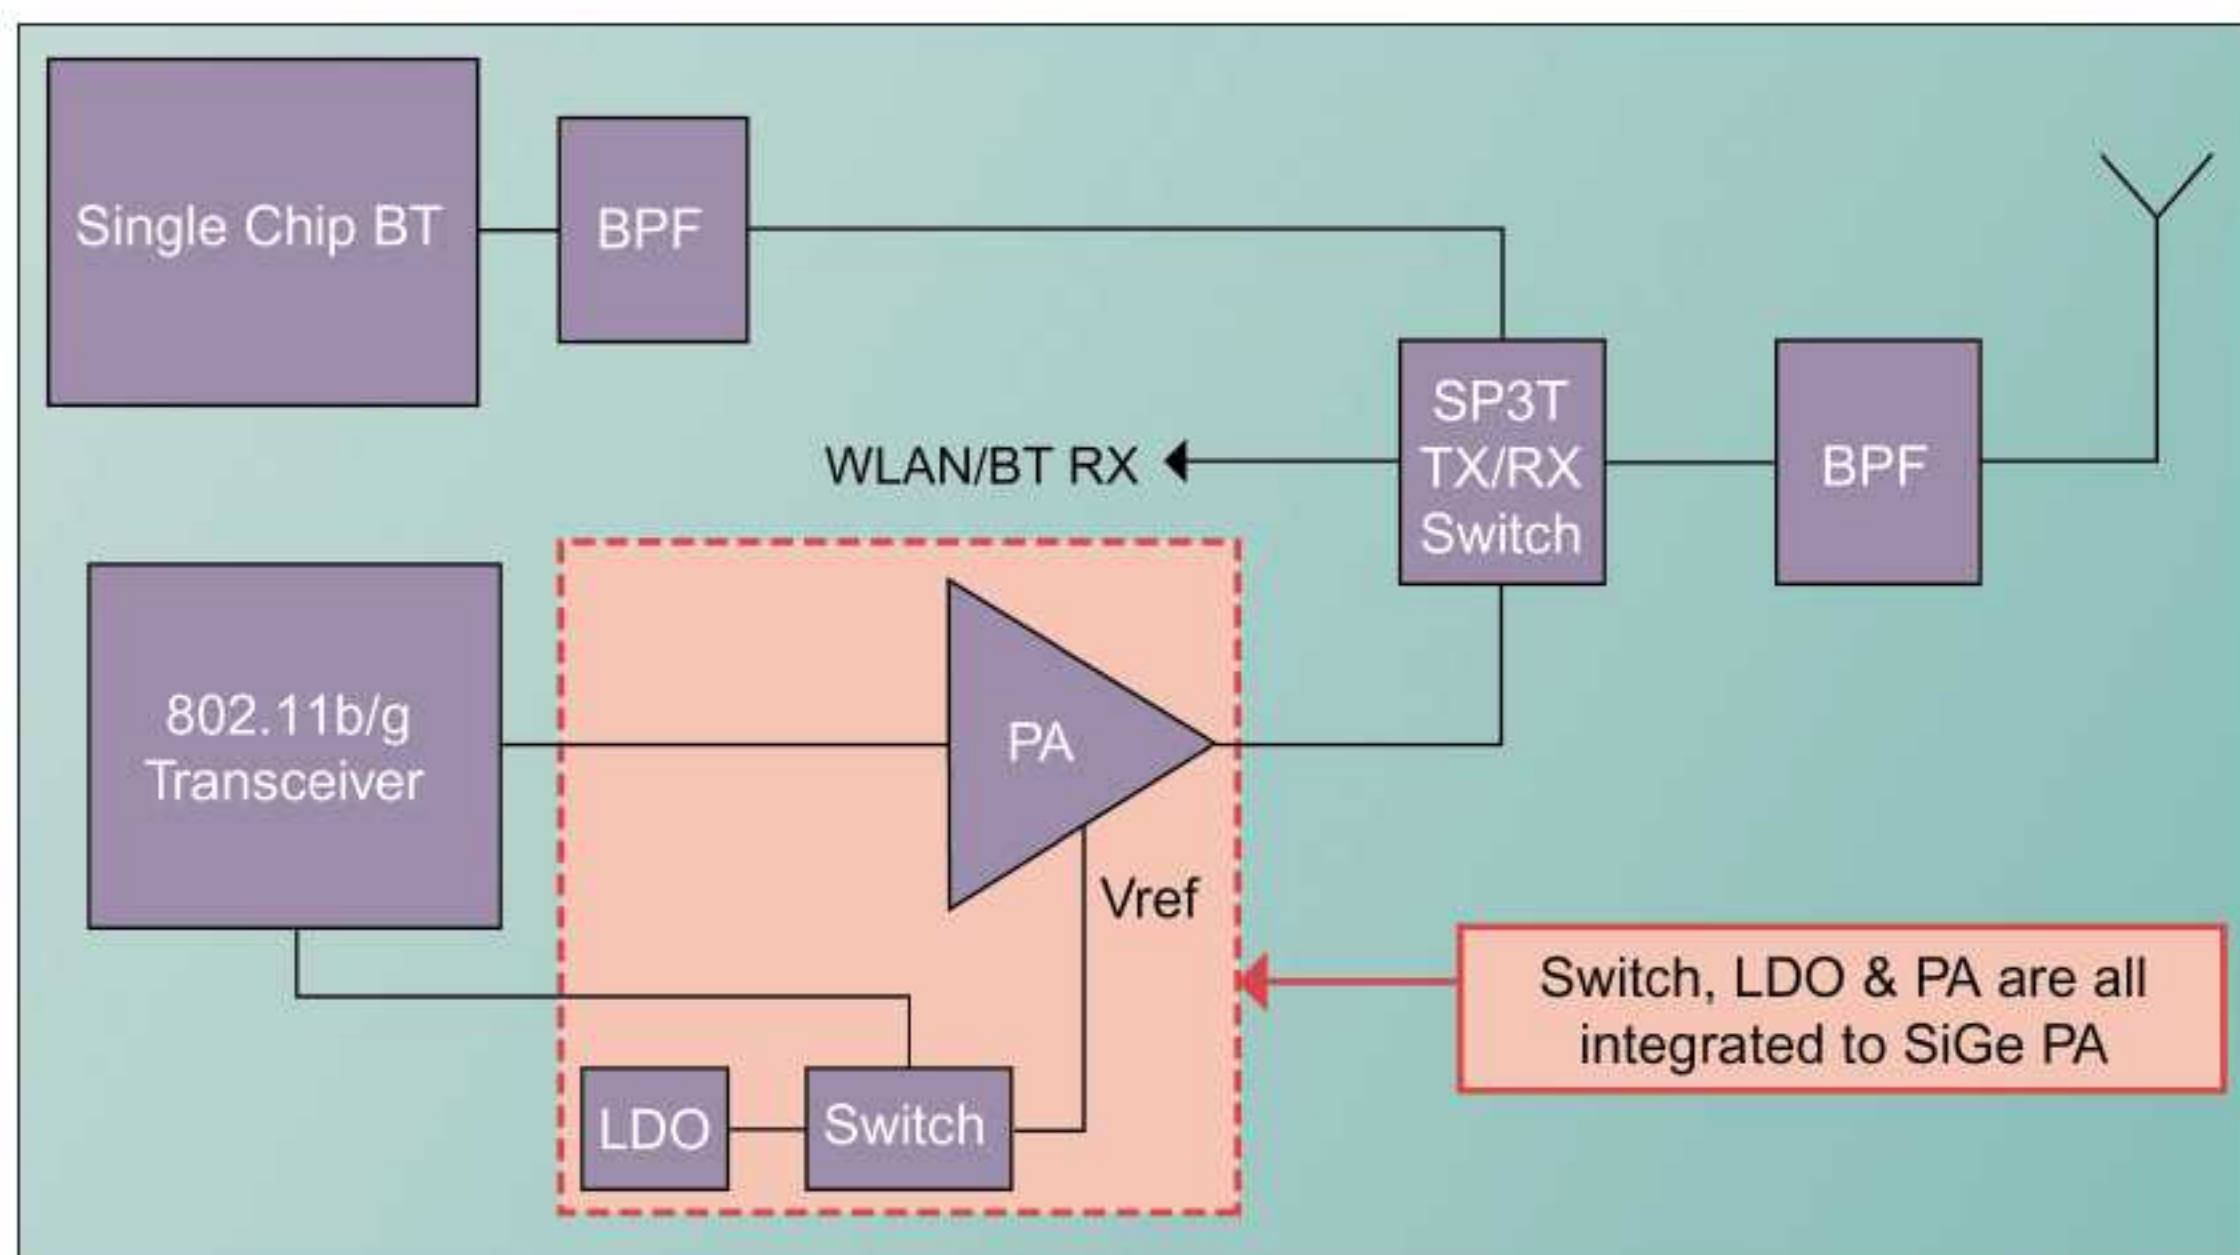 Single Chip BT
BPF
SP3T
TX/RX
Switch
BPF
WLAN/BT RX
802.11b/g
Transceiver
PA
Vref
LDO
Switch
Switch, LDO & PA are all
integrated to SiGe PA